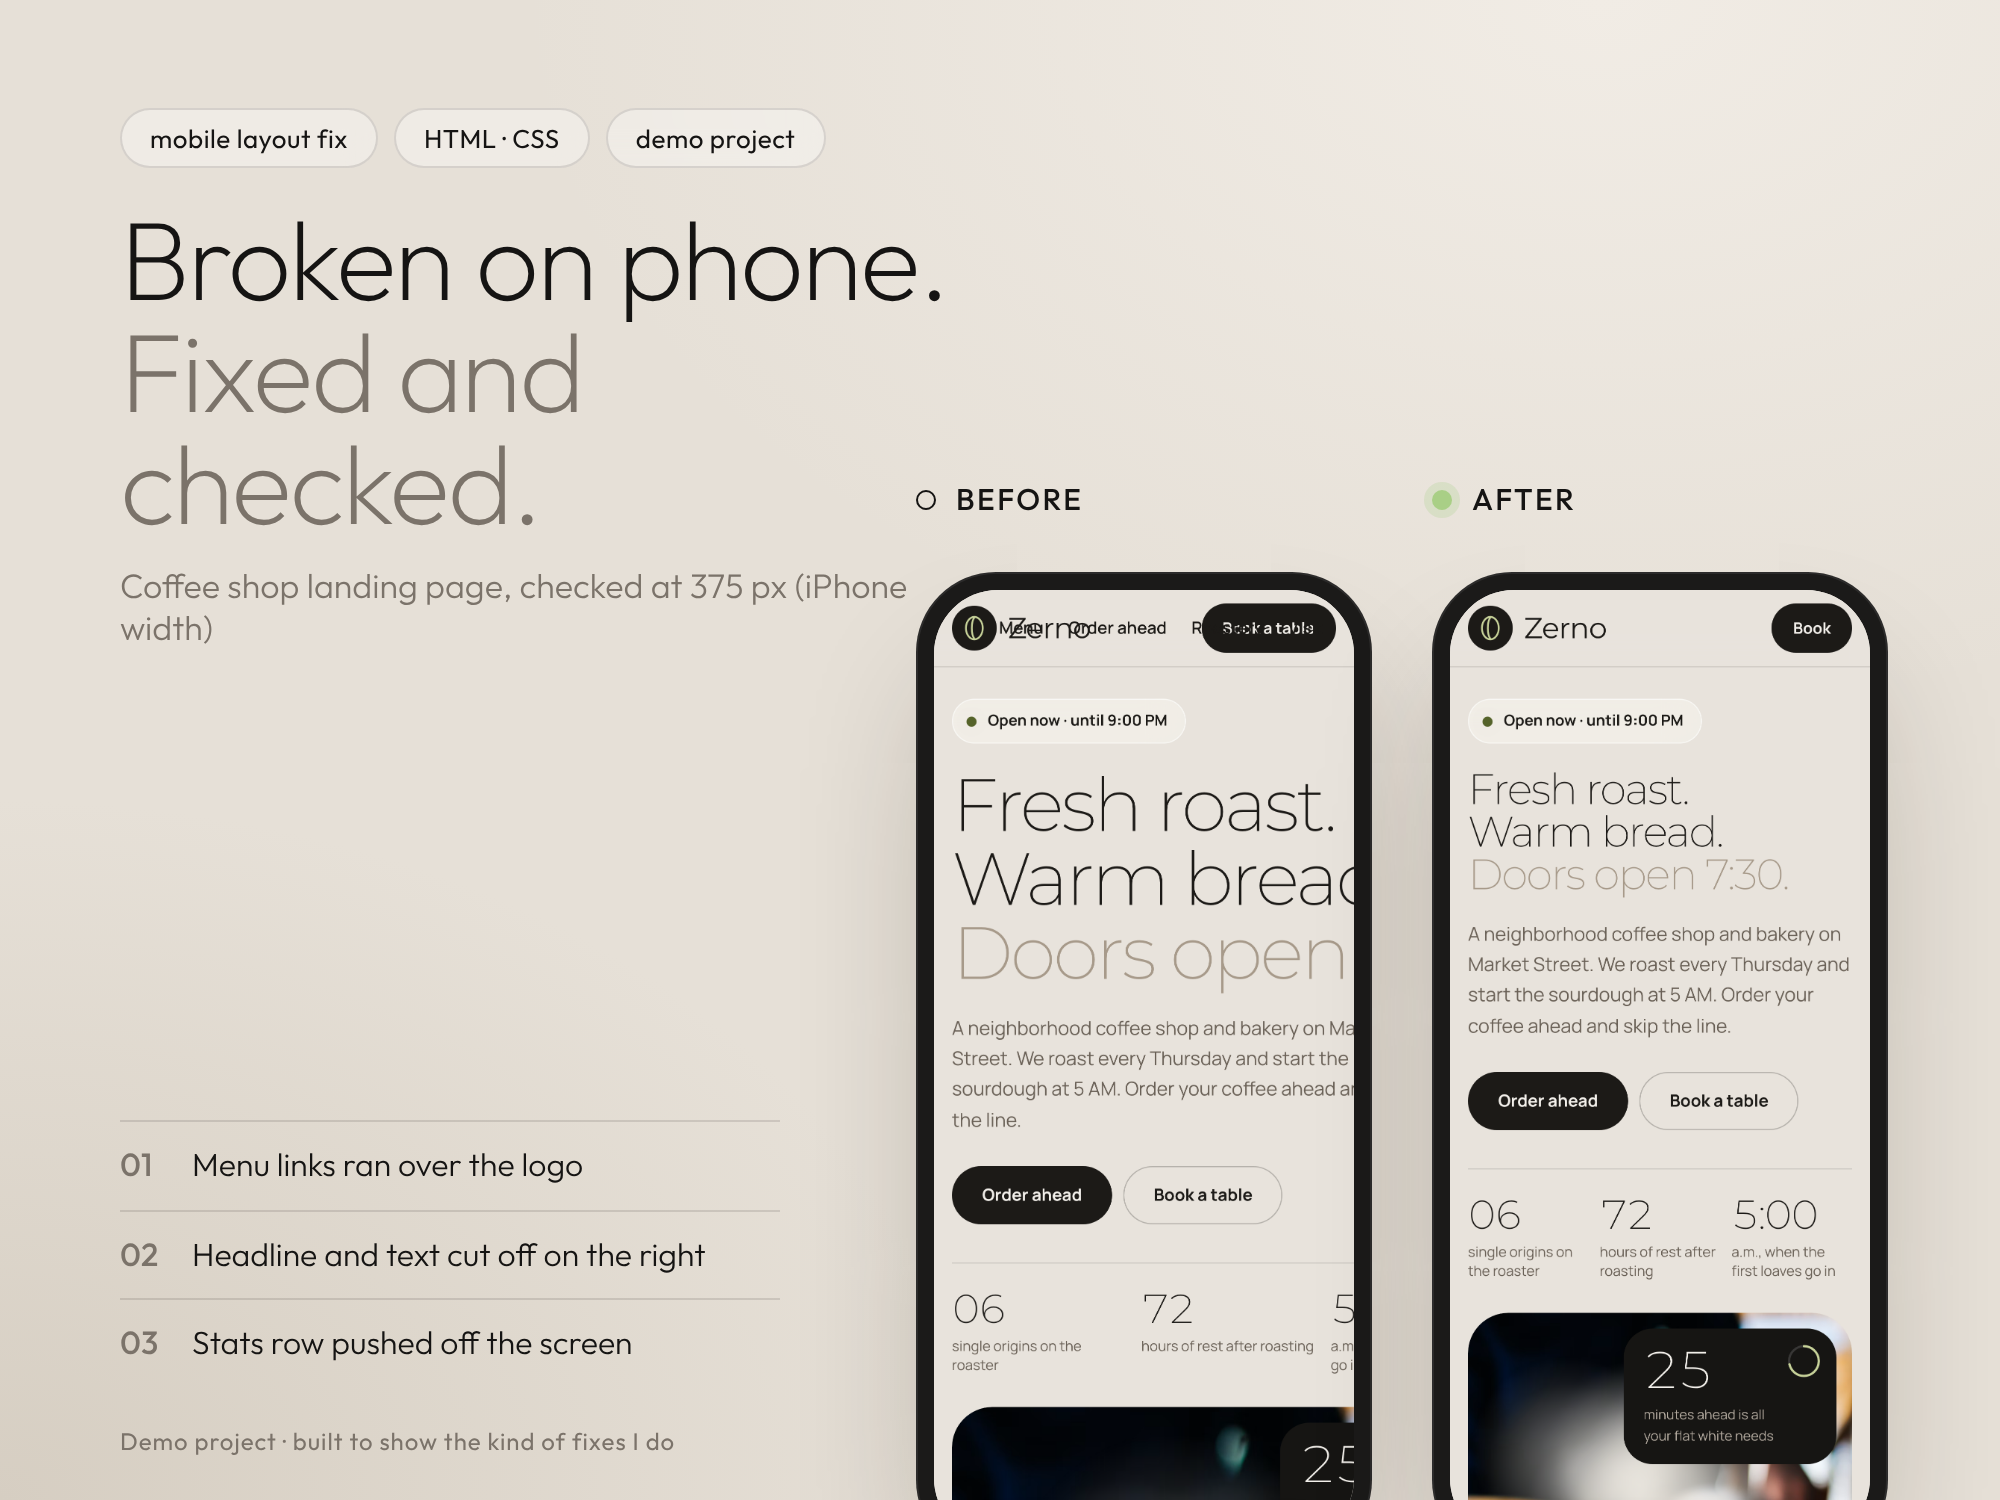 mobile layout fix
HTML · CSS
demo project
Broken on phone.
Fixed and
checked.
Coffee shop landing page, checked at 375 px (iPhone
width)
01 Menu links ran over the logo
02 Headline and text cut off on the right
03 Stats row pushed off the screen
Demo project · built to show the kind of fixes I do
BEFORE
Zerno
Menu Order ahead
Book a table
Open now · until 9:00 PM
Fresh roast.
Warm bread
Doors open
A neighborhood coffee shop and bakery on Ma
Street. We roast every Thursday and start the
sourdough at 5 AM. Order your coffee ahead an
the line.
Order ahead
Book a table
06
single origins on the
roaster
72
hours of rest after roasting
5
a.m
go i
25
AFTER
Zerno
Book
Open now · until 9:00 PM
Fresh roast.
Warm bread.
Doors open 7:30.
A neighborhood coffee shop and bakery on
Market Street. We roast every Thursday and
start the sourdough at 5 AM. Order your
coffee ahead and skip the line.
Order ahead
Book a table
06
single origins on
the roaster
72
hours of rest after
roasting
5:00
a.m., when the
first loaves go in
25
minutes ahead is all
your flat white needs